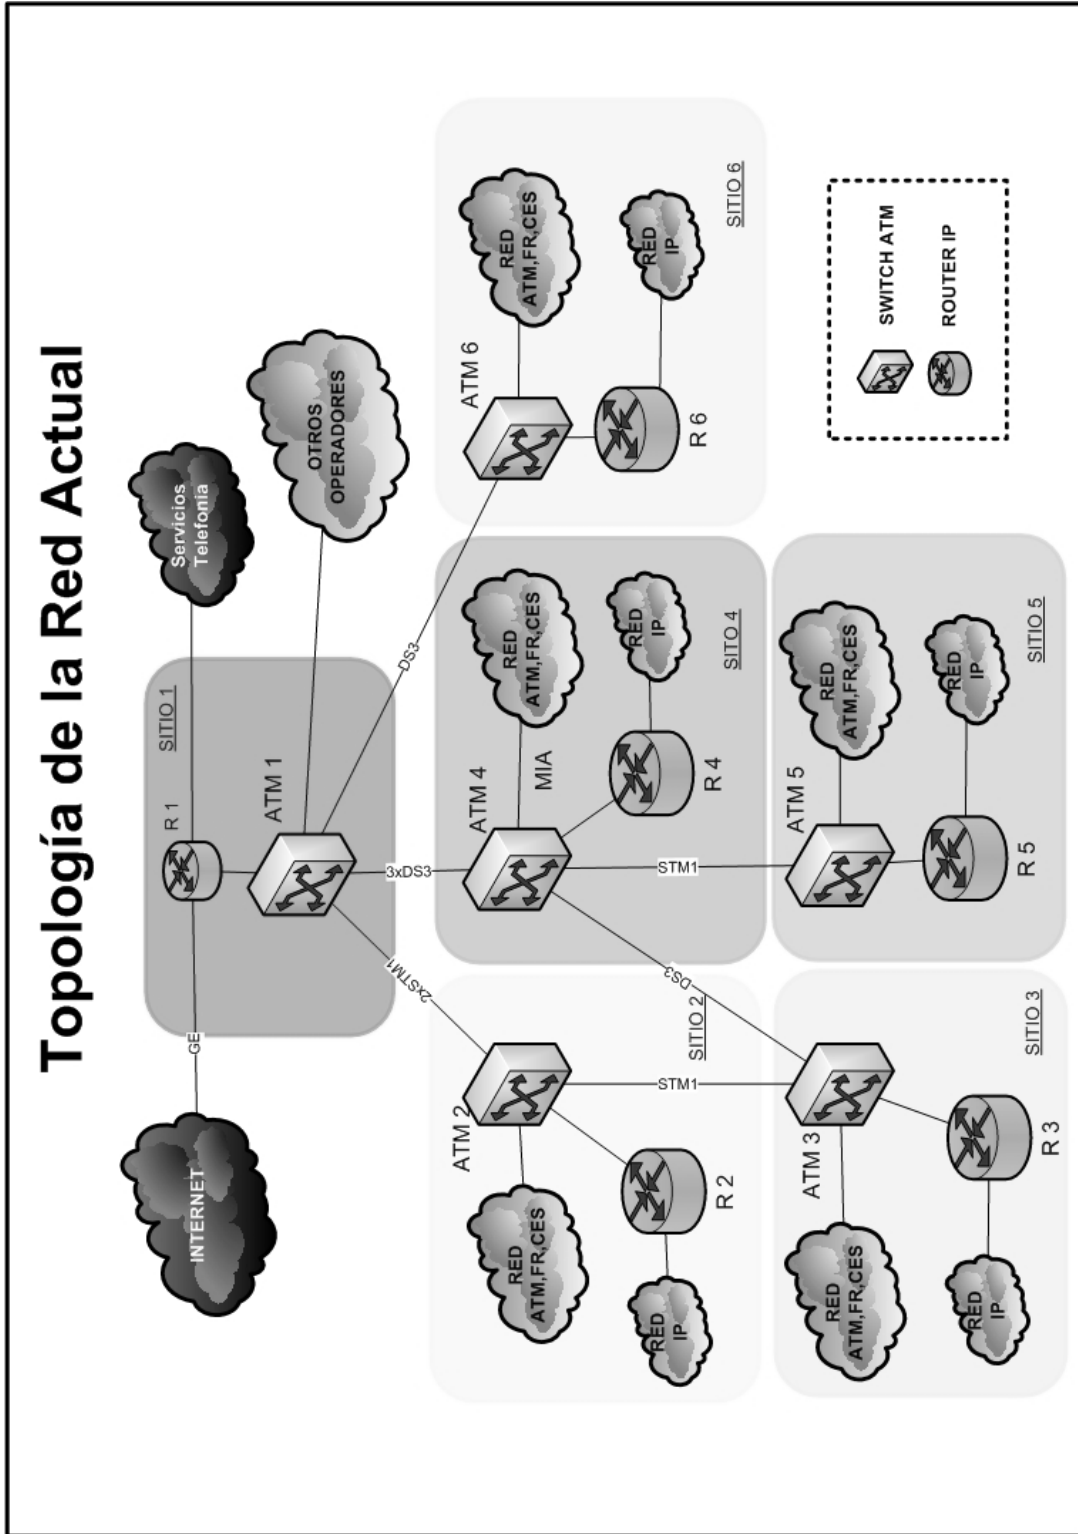 Topología de la Red Actual
INTERNET
GE
R 1
SITIO 1
Servicios
Telefonia
ATM 1
OTROS
OPERADORES
2xSTM1
3xDS3
DS3
ATM 2
RED
ATM,FR,CES
R 2
RED
IP
SITIO 2
ATM 4
MIA
RED
ATM,FR,CES
R 4
RED
IP
SITO 4
ATM 6
RED
ATM,FR,CES
R 6
RED
IP
SITIO 6
STM1
DS3
STM1
ATM 3
RED
ATM,FR,CES
R 3
RED
IP
SITIO 3
ATM 5
RED
ATM,FR,CES
R 5
RED
IP
SITIO 5
SWITCH ATM
ROUTER IP